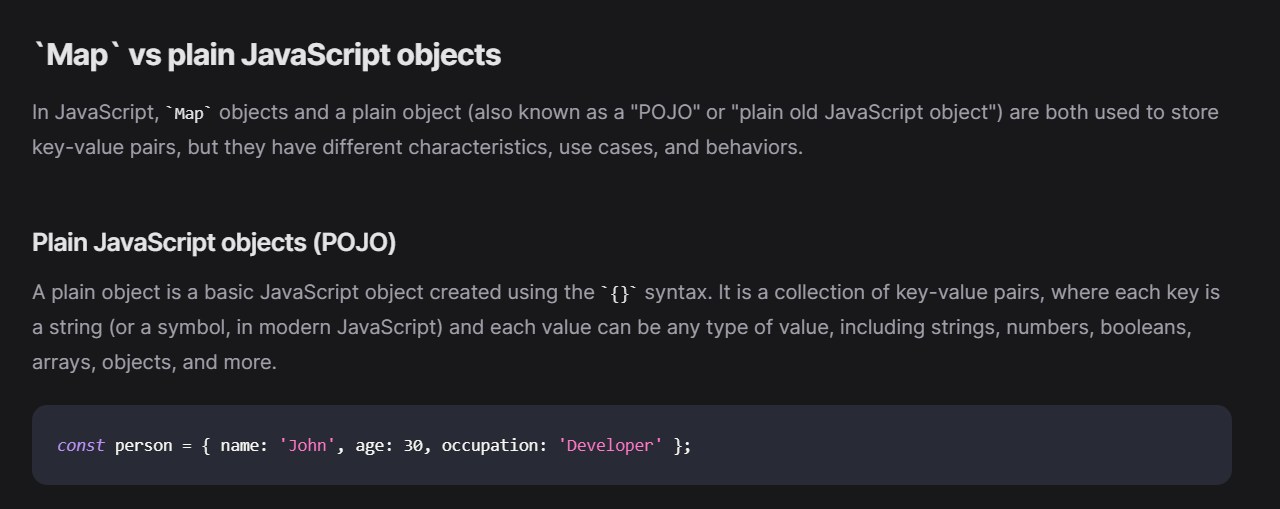 `Map` vs plain JavaScript objects
In JavaScript, `Map` objects and a plain object (also known as a "POJO" or "plain old JavaScript object") are both used to store
key-value pairs, but they have different characteristics, use cases, and behaviors.
Plain JavaScript objects (POJO)
A plain object is a basic JavaScript object created using the `{}` syntax. It is a collection of key-value pairs, where each key is
a string (or a symbol, in modern JavaScript) and each value can be any type of value, including strings, numbers, booleans,
arrays, objects, and more.
const person = { name: 'John', age: 30, occupation: 'Developer' };